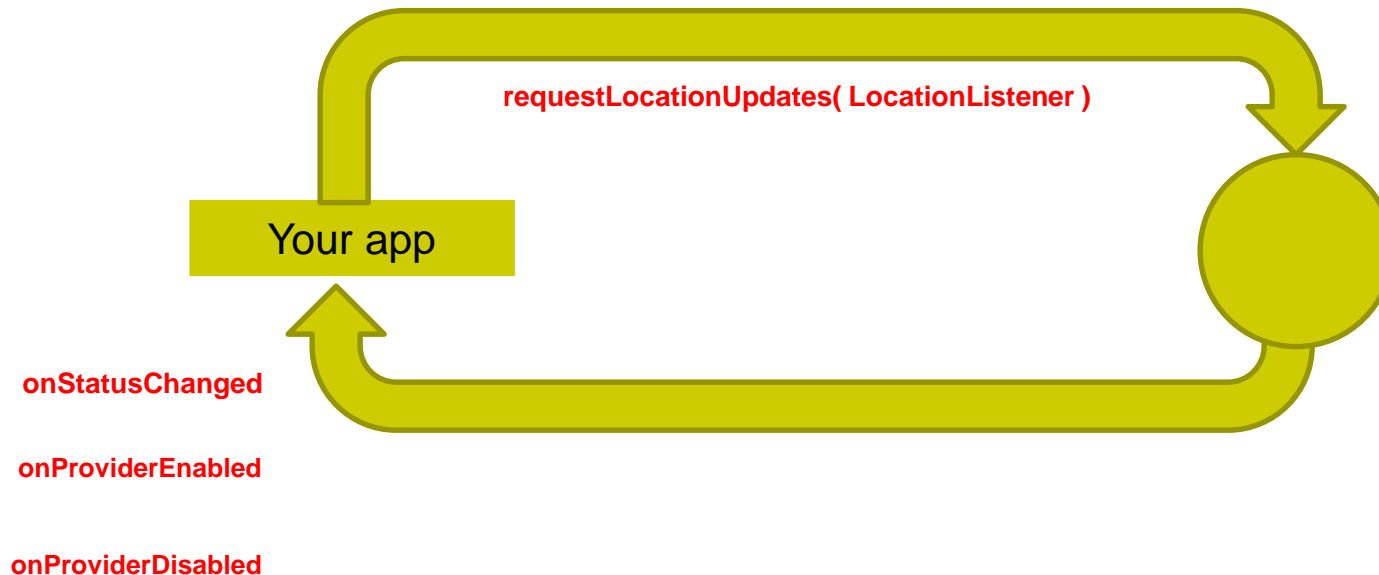 requestLocationUpdates( LocationListener )
Your app
onStatusChanged
onProviderEnabled
onProviderDisabled